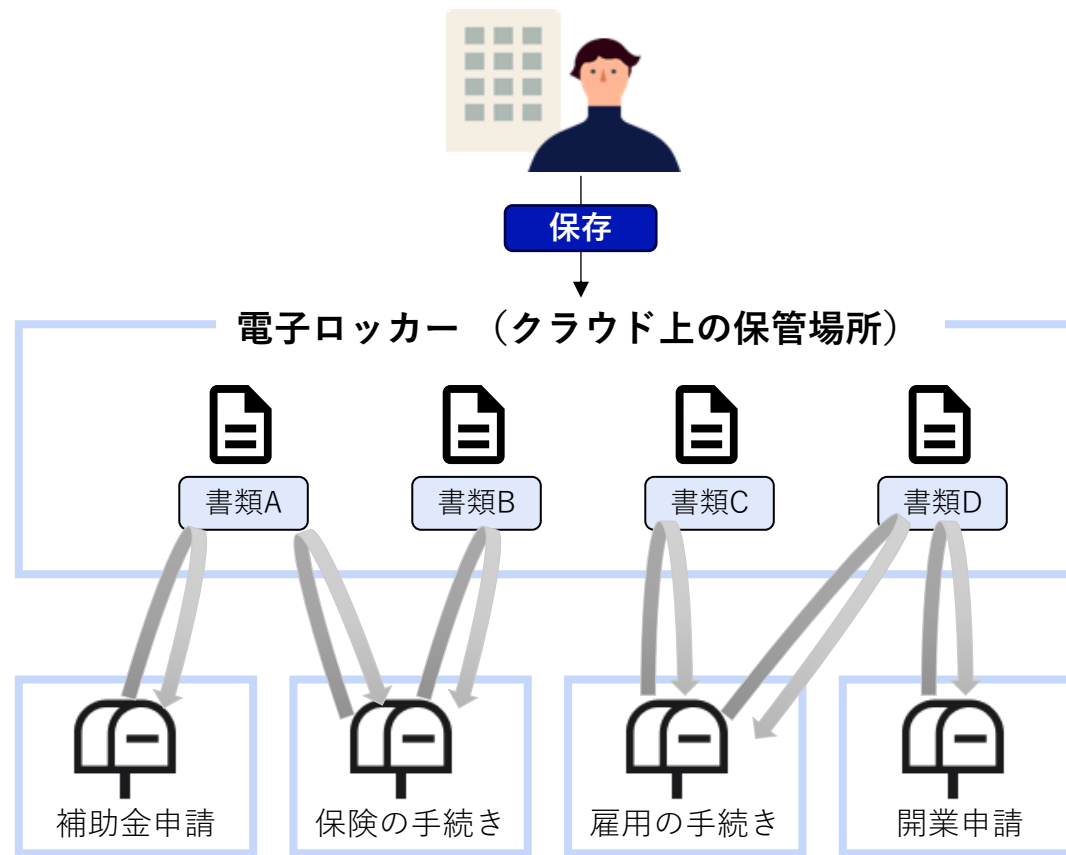 保存
電子ロッカー （クラウド上の保管場所）
書類A
書類B
書類C
書類D
補助金申請
保険の手続き
雇用の手続き
開業申請